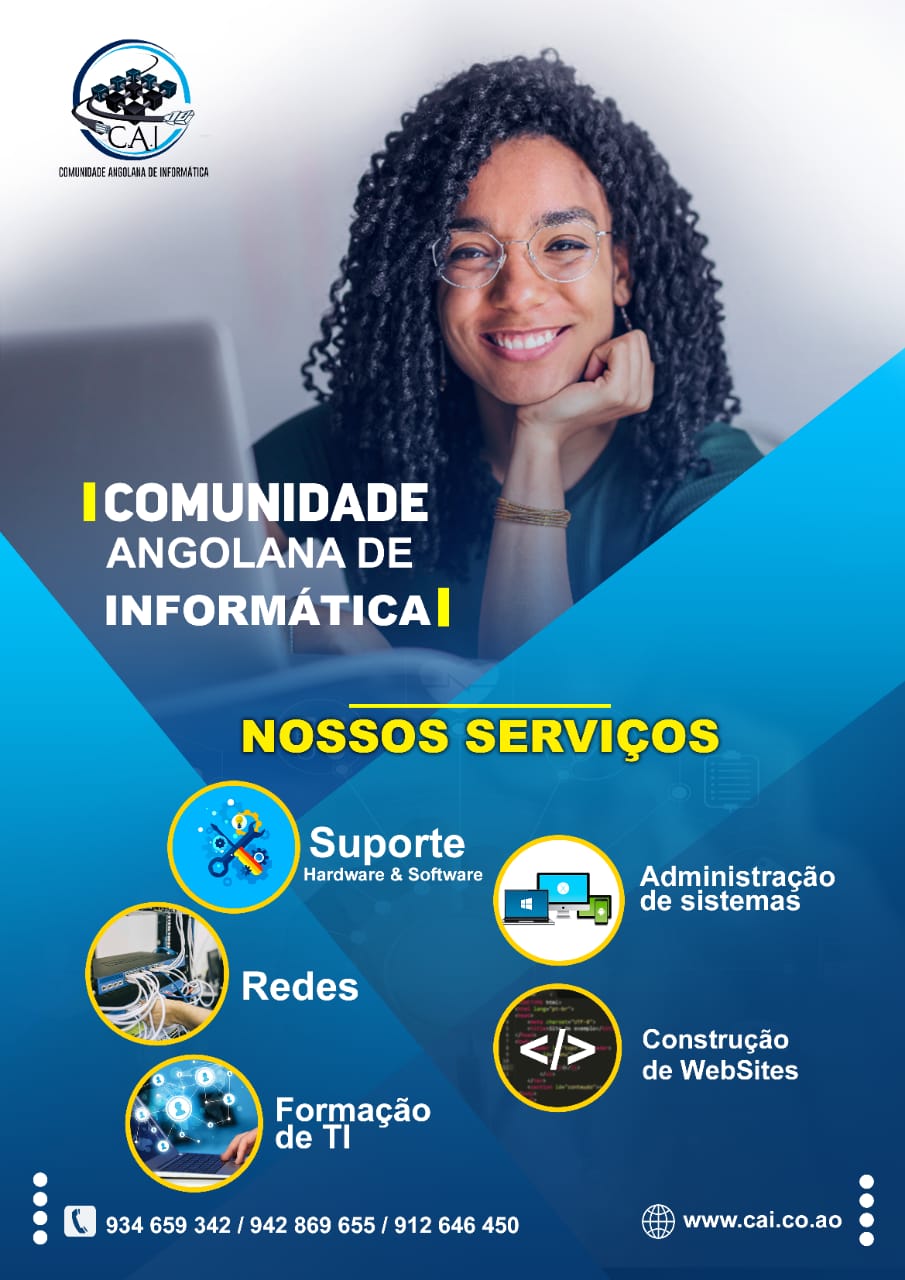 C.A.I
COMUNIDADE ANGOLANA DE INFORMÁTICA
COMUNIDADE
ANGOLANA DE
INFORMÁTICA
NOSSOS SERVIÇOS
Suporte
Hardware & Software
Administração
de sistemas
Redes
Construção
de WebSites
</>
Formação
de TI
934 659 342 / 942 869 655 / 912 646 450
www.cai.co.ao